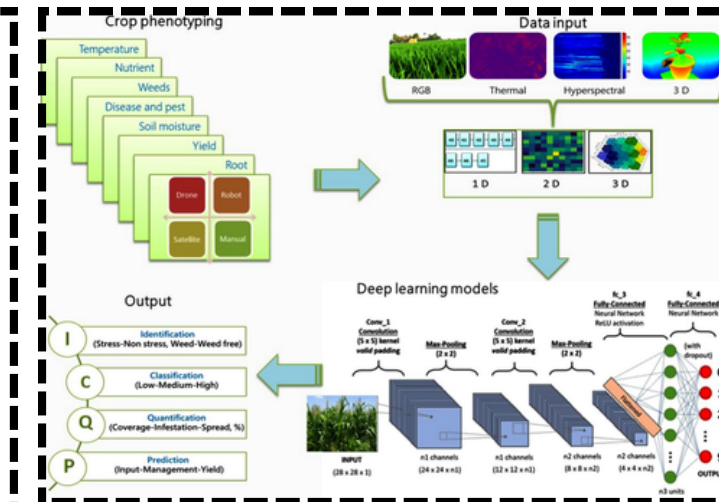 Crop phenotyping
Temperature
Nutrient
Weeds
Disease and pest
Soil moisture
Yield
Root
Drone
Robot
Satellite
Manual
Data input
RGB
Thermal
Hyperspectral
3 D
1 D
2 D
3 D
Deep learning models
Conv_1
Convolution
(5 x 5) kernel
valid padding
Max-Pooling
(2 x 2)
Conv_2
Convolution
(5 x 5) kernel
valid padding
Max-Pooling
(2 x 2)
fc_3
Fully-Connected
Neural Network
ReLU activation
fc_4
Fully-Connected
Neural Network
(with
dropout)
Flattened
INPUT
(28 x 28 x 1)
n1 channels
(24 x 24 x n1)
n1 channels
(12 x 12 x n1)
n2 channels
(8 x 8 x n2)
n2 channels
(4 x 4 x n2)
n3 units
OUTPU
Output
I
Identification
(Stress-Non stress, Weed-Weed free)
C
Classification
(Low-Medium-High)
Q
Quantification
(Coverage-Infestation-Spread, %)
P
Prediction
(Input-Management-Yield)